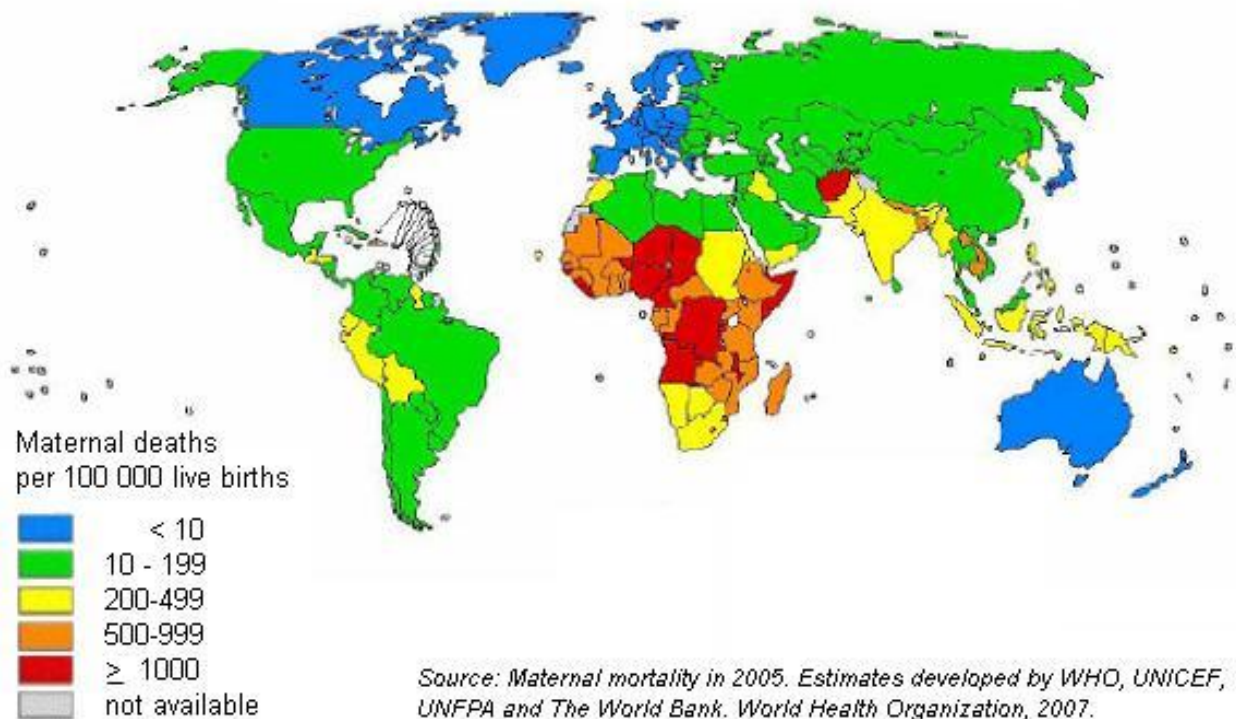 Maternal deaths
per 100 000 live births
< 10
10 - 199
200-499
500-999
≥ 1000
not available
Source: Maternal mortality in 2005. Estimates developed by WHO, UNICEF,
UNFPA and The World Bank. World Health Organization, 2007.